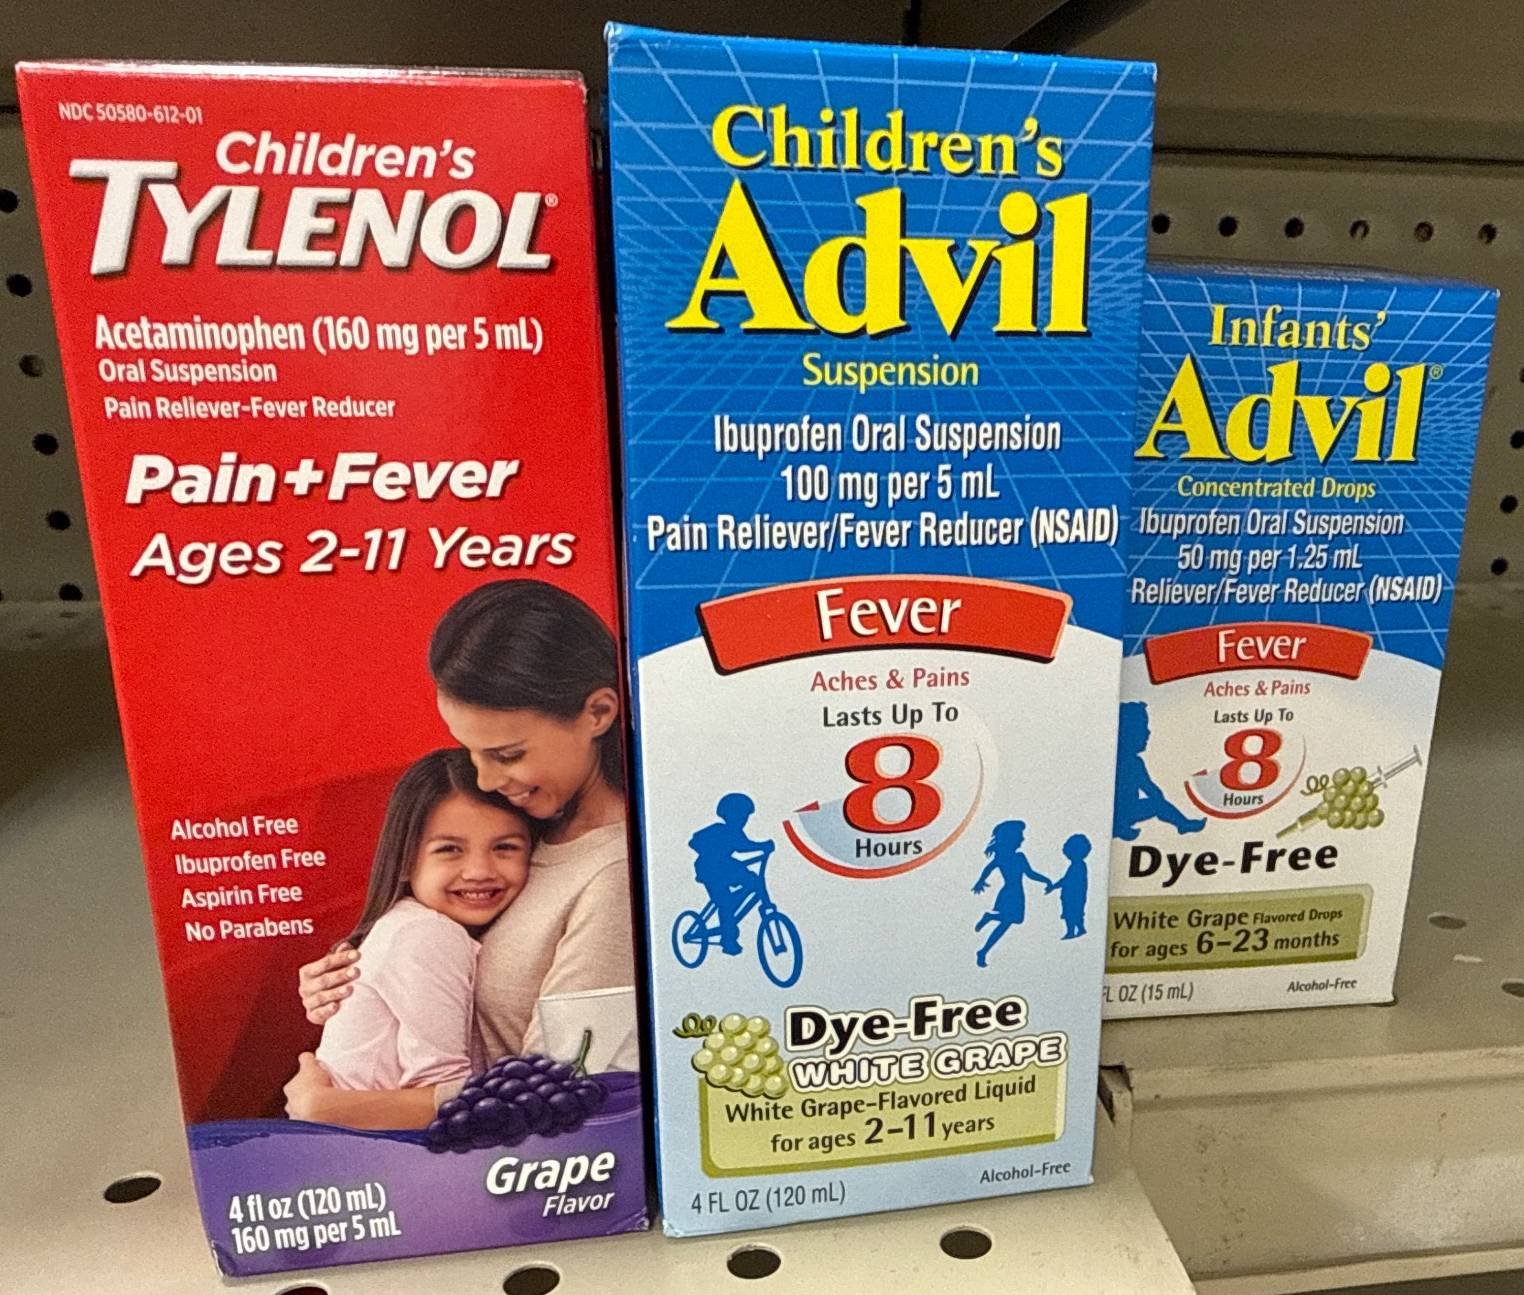 NDC 50580-612-01
Children's
TYLENOL®
Acetaminophen (160 mg per 5 mL)
Oral Suspension
Pain Reliever-Fever Reducer
Pain+Fever
Ages 2-11 Years
Alcohol Free
Ibuprofen Free
Aspirin Free
No Parabens
Grape
Flavor
4 fl oz (120 mL)
160 mg per 5 mL
Children's
Advil
Suspension
Ibuprofen Oral Suspension
100 mg per 5 mL
Pain Reliever/Fever Reducer (NSAID)
Fever
Aches & Pains
Lasts Up To
8
Hours
Dye-Free
WHITE GRAPE
White Grape-Flavored Liquid
for ages 2-11 years
Alcohol-Free
4 FL OZ (120 mL)
Infants'
Advil®
Concentrated Drops
Ibuprofen Oral Suspension
50 mg per 1.25 mL
Reliever/Fever Reducer (NSAID)
Fever
Aches & Pains
Lasts Up To
8
Hours
Dye-Free
White Grape Flavored Drops
for ages 6-23 months
FL OZ (15 mL)
Alcohol-Free